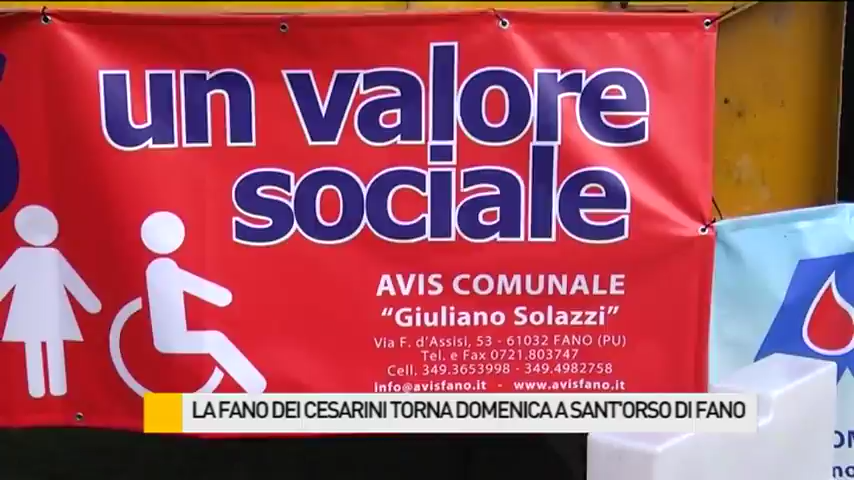 un valore
sociale
AVIS COMUNALE
"Giuliano Solazzi"
Via F. d'Assisi, 53 - 61032 FANO (PU)
Tel. e Fax 0721.803747
Cell. 349.3653998 - 349.4982758
info@avisfano.it - www.avisfano.it
LA FANO DEI CESARINI TORNA DOMENICA A SANT'ORSO DI FANO